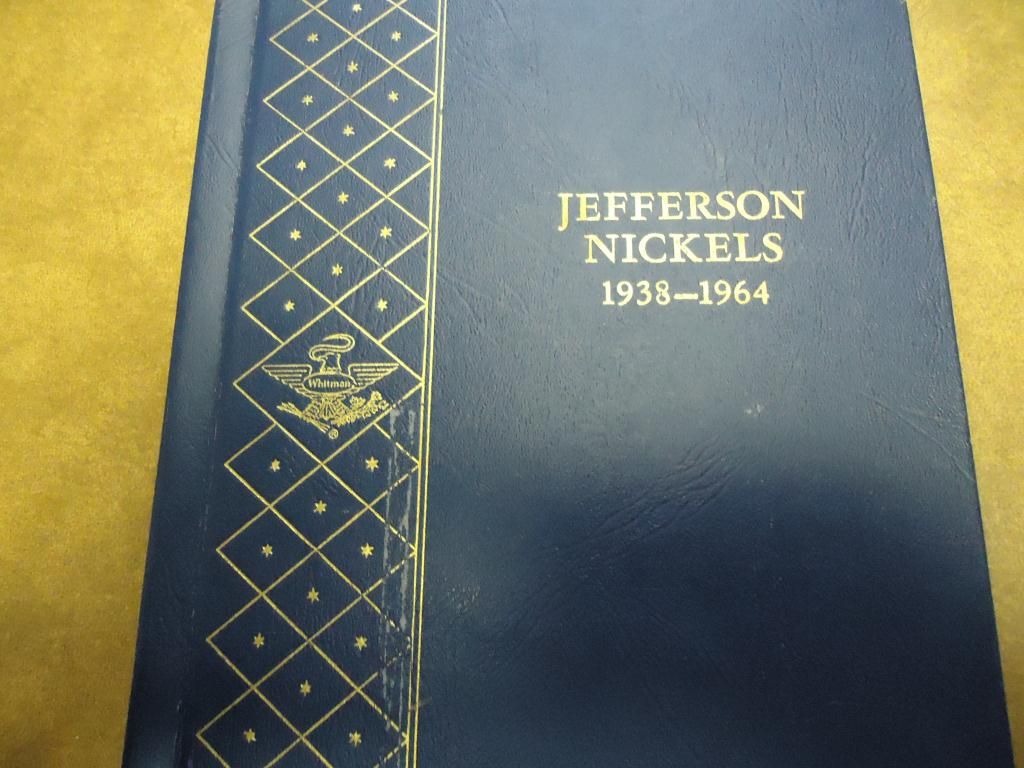 JEFFERSON
NICKELS
1938–1964
Whitman
®